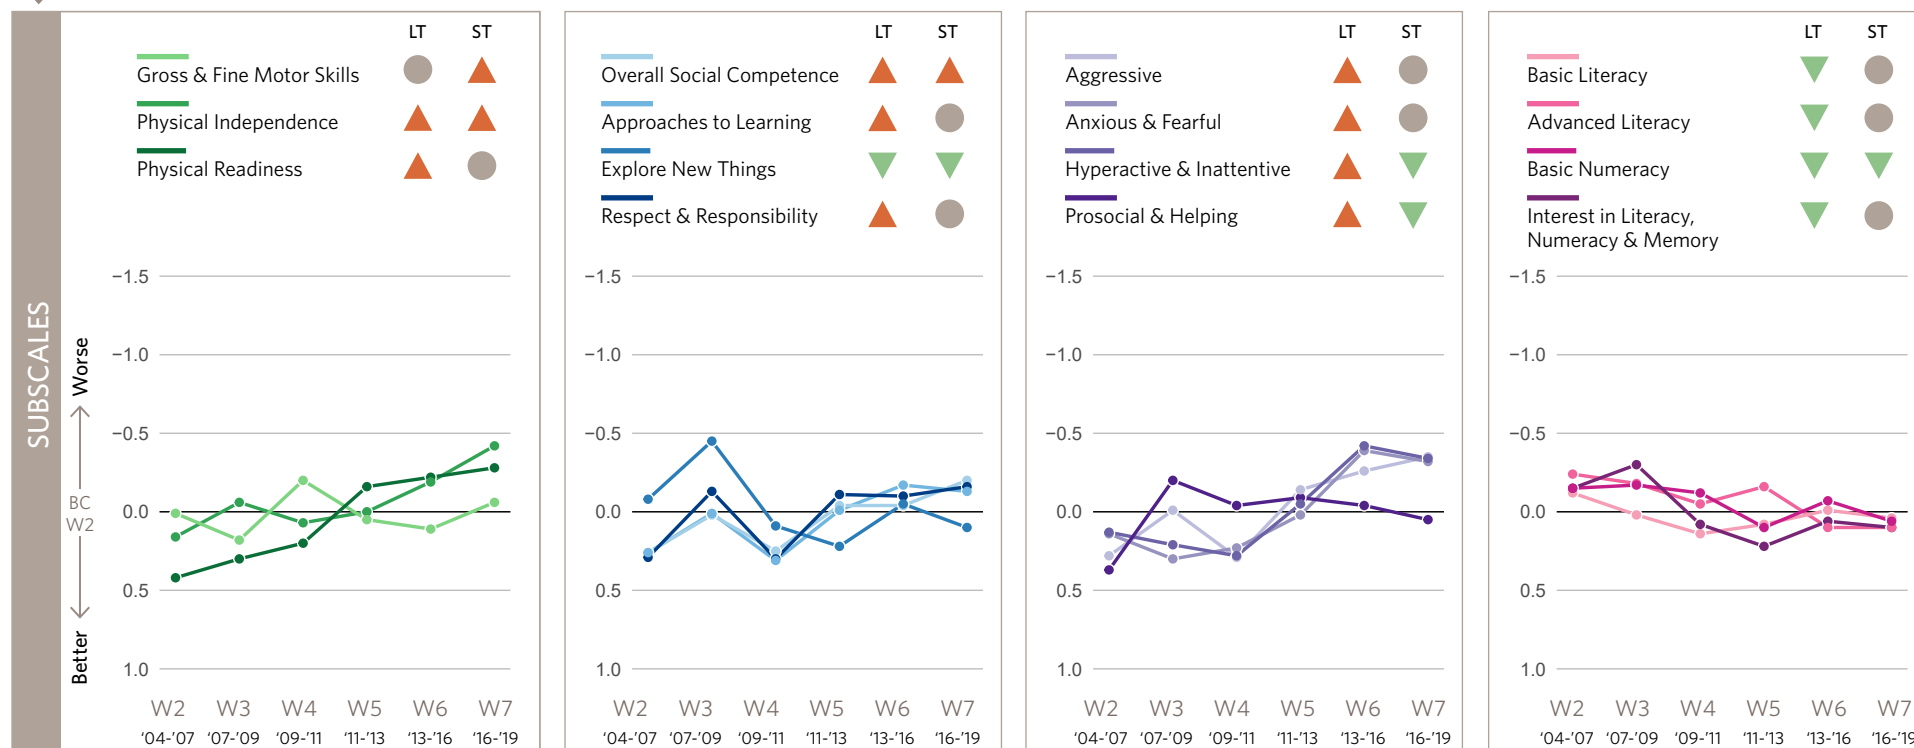 SUBSCALES
Worse
BC
W2
Better
LT ST
Gross & Fine Motor Skills
Physical Independence
Physical Readiness
−1.5
−1.0
−0.5
0.0
0.5
1.0
W2 W3 W4 W5 W6 W7
‘04-’07 ‘07-’09 ‘09-’11 ‘11-’13 ‘13-’16 ‘16-’19
LT ST
Overall Social Competence
Approaches to Learning
Explore New Things
Respect & Responsibility
−1.5
−1.0
−0.5
0.0
0.5
1.0
W2 W3 W4 W5 W6 W7
‘04-’07 ‘07-’09 ‘09-’11 ‘11-’13 ‘13-’16 ‘16-’19
LT ST
Aggressive
Anxious & Fearful
Hyperactive & Inattentive
Prosocial & Helping
−1.5
−1.0
−0.5
0.0
0.5
1.0
W2 W3 W4 W5 W6 W7
‘04-’07 ‘07-’09 ‘09-’11 ‘11-’13 ‘13-’16 ‘16-’19
LT ST
Basic Literacy
Advanced Literacy
Basic Numeracy
Interest in Literacy,
Numeracy & Memory
−1.5
−1.0
−0.5
0.0
0.5
1.0
W2 W3 W4 W5 W6 W7
‘04-’07 ‘07-’09 ‘09-’11 ‘11-’13 ‘13-’16 ‘16-’19